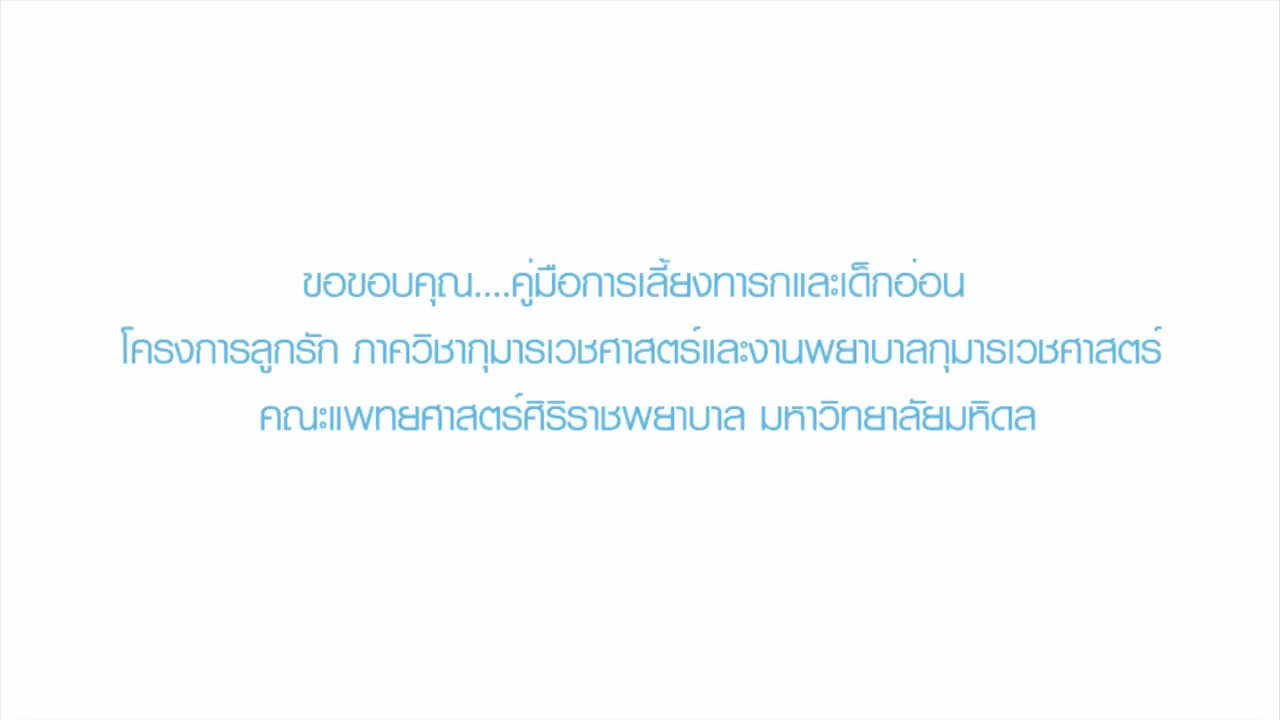 ขอขอบคุณ....คู่มือการเลี้ยงทารกและเด็กอ่อน
โครงการลูกรัก ภาควิชากุมารเวชศาสตร์และงานพยาบาลกุมารเวชศาสตร์
คณะแพทยศาสตร์ศิริราชพยาบาล มหาวิทยาลัยมหิดล